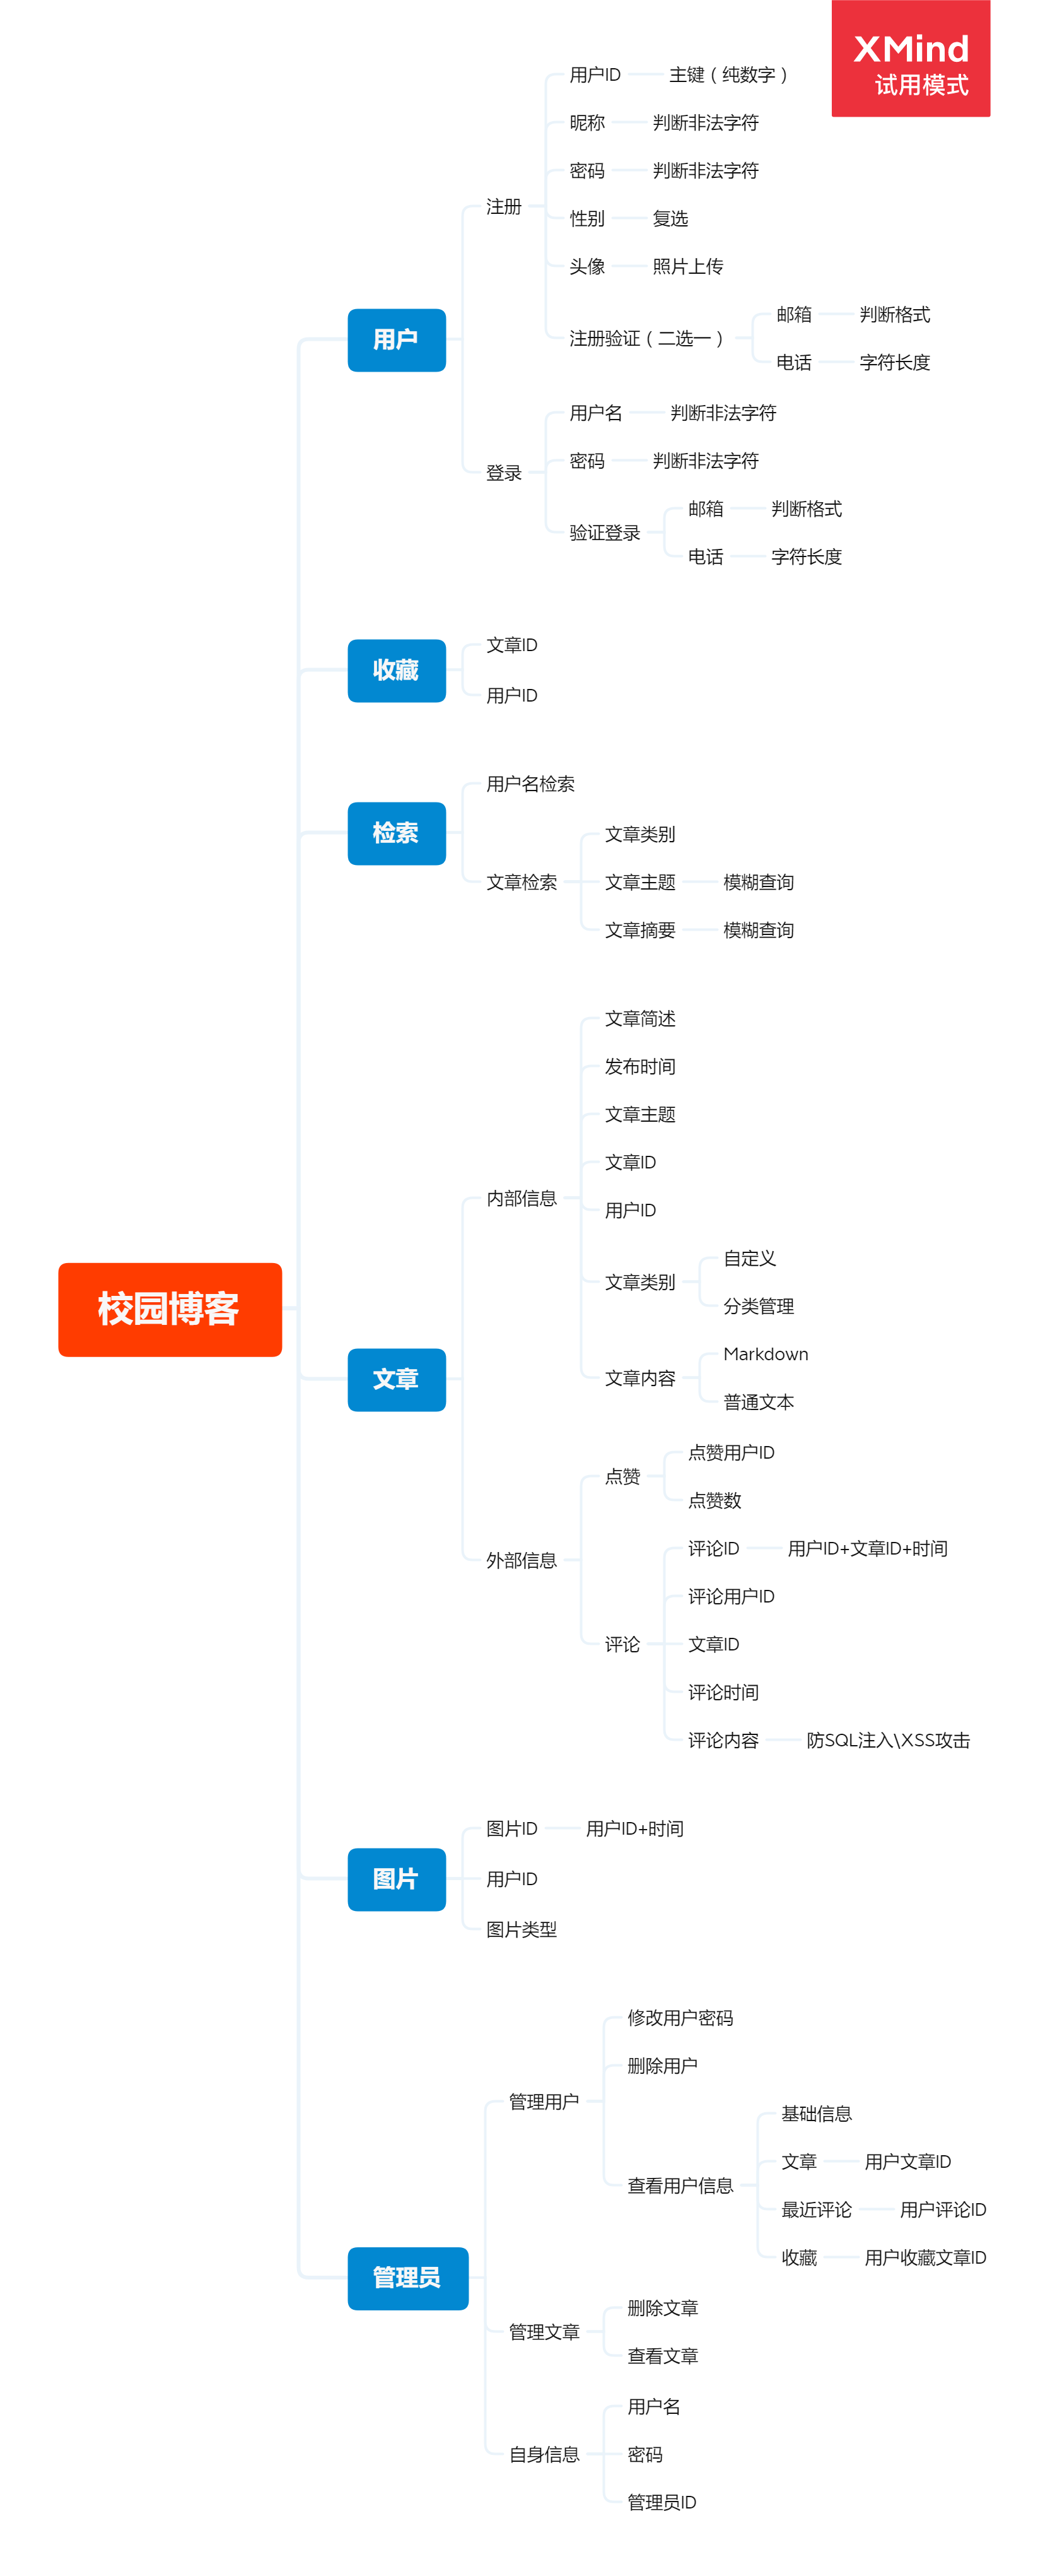 XMind
试用模式
用户ID
主键（纯数字）
昵称
判断非法字符
密码
判断非法字符
注册
性别
复选
头像
照片上传
邮箱
判断格式
用户
注册验证（二选一）
电话
字符长度
用户名
判断非法字符
密码
判断非法字符
登录
邮箱
判断格式
验证登录
电话
字符长度
文章ID
收藏
用户ID
用户名检索
检索
文章类别
文章检索
文章主题
模糊查询
文章摘要
模糊查询
文章简述
发布时间
文章主题
文章ID
内部信息
用户ID
自定义
文章类别
分类管理
校园博客
Markdown
文章
文章内容
普通文本
点赞用户ID
点赞
点赞数
评论ID
用户ID+文章ID+时间
外部信息
评论用户ID
评论
文章ID
评论时间
评论内容
防SQL注入\XSS攻击
图片ID
用户ID+时间
图片
用户ID
图片类型
修改用户密码
删除用户
管理用户
基础信息
文章
用户文章ID
查看用户信息
最近评论
用户评论ID
收藏
用户收藏文章ID
管理员
删除文章
管理文章
查看文章
用户名
自身信息
密码
管理员ID